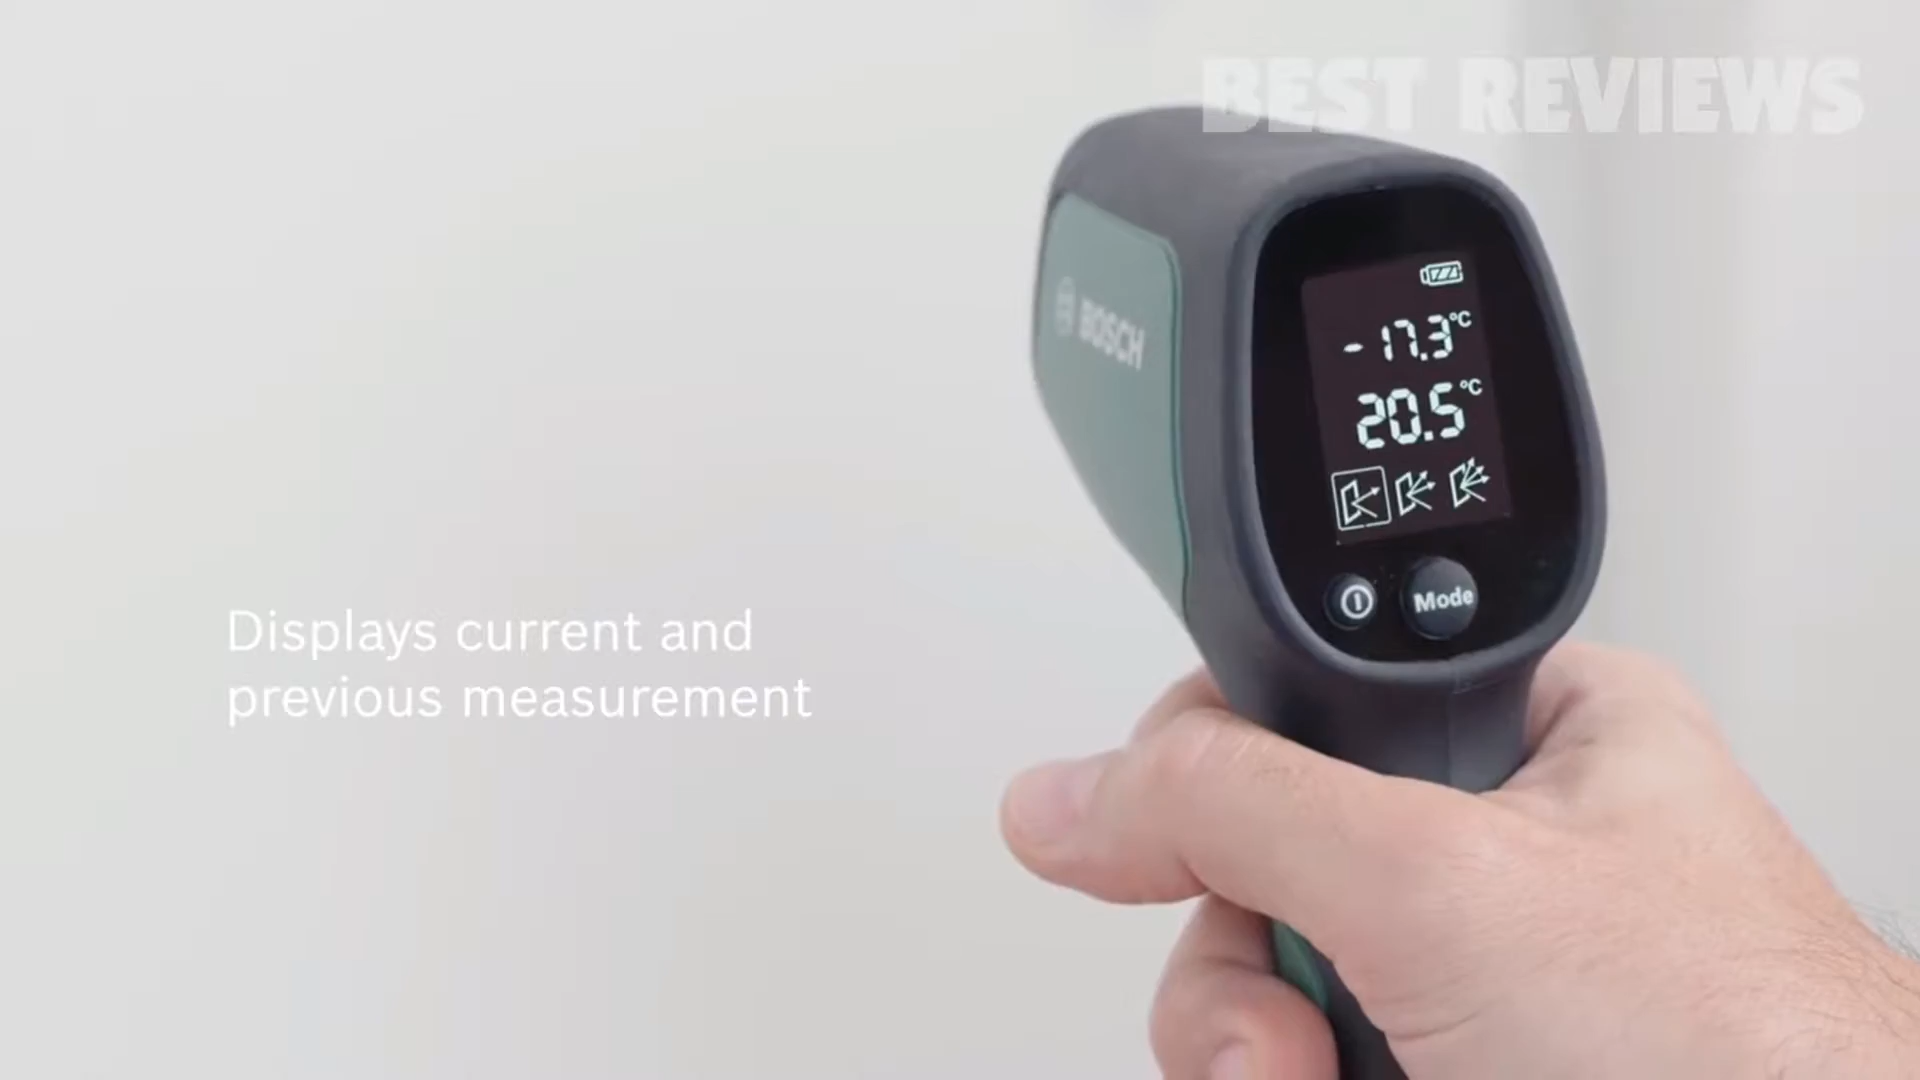 BEST REVIEWS
BOSCH
-17.3°C
20.5°C
Mode
Displays current and
previous measurement